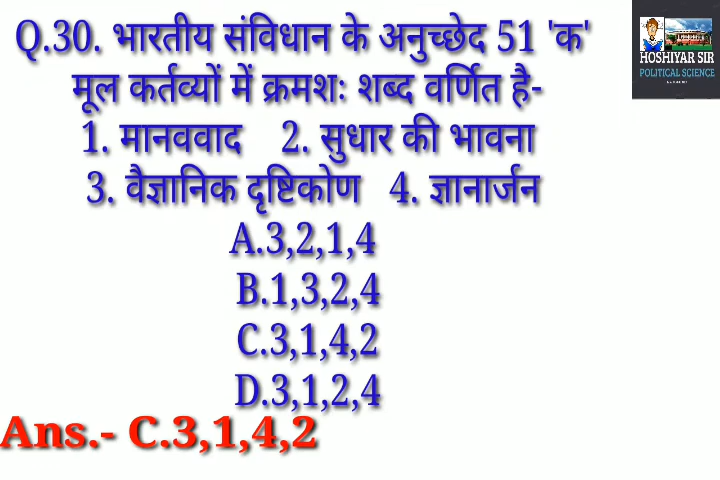 Q.30. भारतीय संविधान के अनुच्छेद 51 'क'
मूल कर्तव्यों में क्रमशः शब्द वर्णित है-
1. मानववाद 2. सुधार की भावना
3. वैज्ञानिक दृष्टिकोण 4. ज्ञानार्जन
A.3,2,1,4
B.1,3,2,4
C.3,1,4,2
D.3,1,2,4
Ans.- C.3,1,4,2
HOSHIYAR SIR
POLITICAL SCIENCE